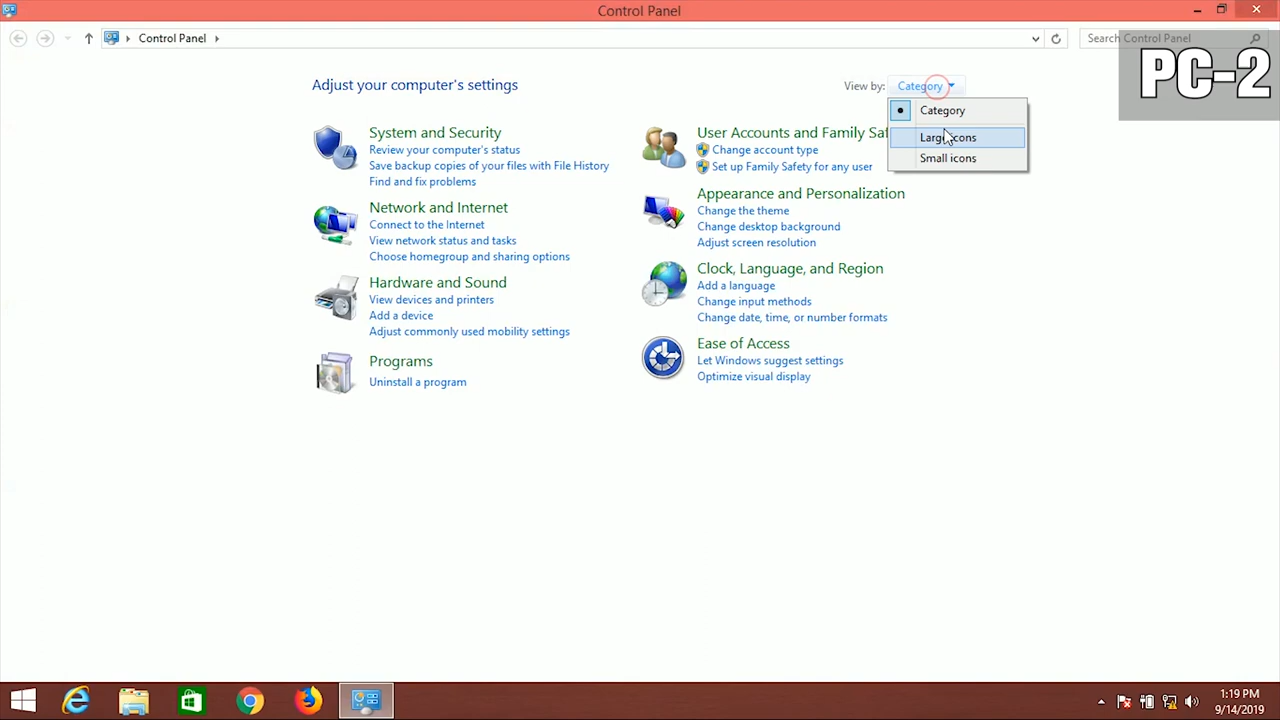 Control Panel
Control Panel
Search Control Panel
PC-2
Adjust your computer's settings
View by: Category
Category
Large icons
Small icons
System and Security
Review your computer's status
Save backup copies of your files with File History
Find and fix problems
Network and Internet
Connect to the Internet
View network status and tasks
Choose homegroup and sharing options
Hardware and Sound
View devices and printers
Add a device
Adjust commonly used mobility settings
Programs
Uninstall a program
User Accounts and Family Saf
Change account type
Set up Family Safety for any user
Appearance and Personalization
Change the theme
Change desktop background
Adjust screen resolution
Clock, Language, and Region
Add a language
Change input methods
Change date, time, or number formats
Ease of Access
Let Windows suggest settings
Optimize visual display
1:19 PM
9/14/2019